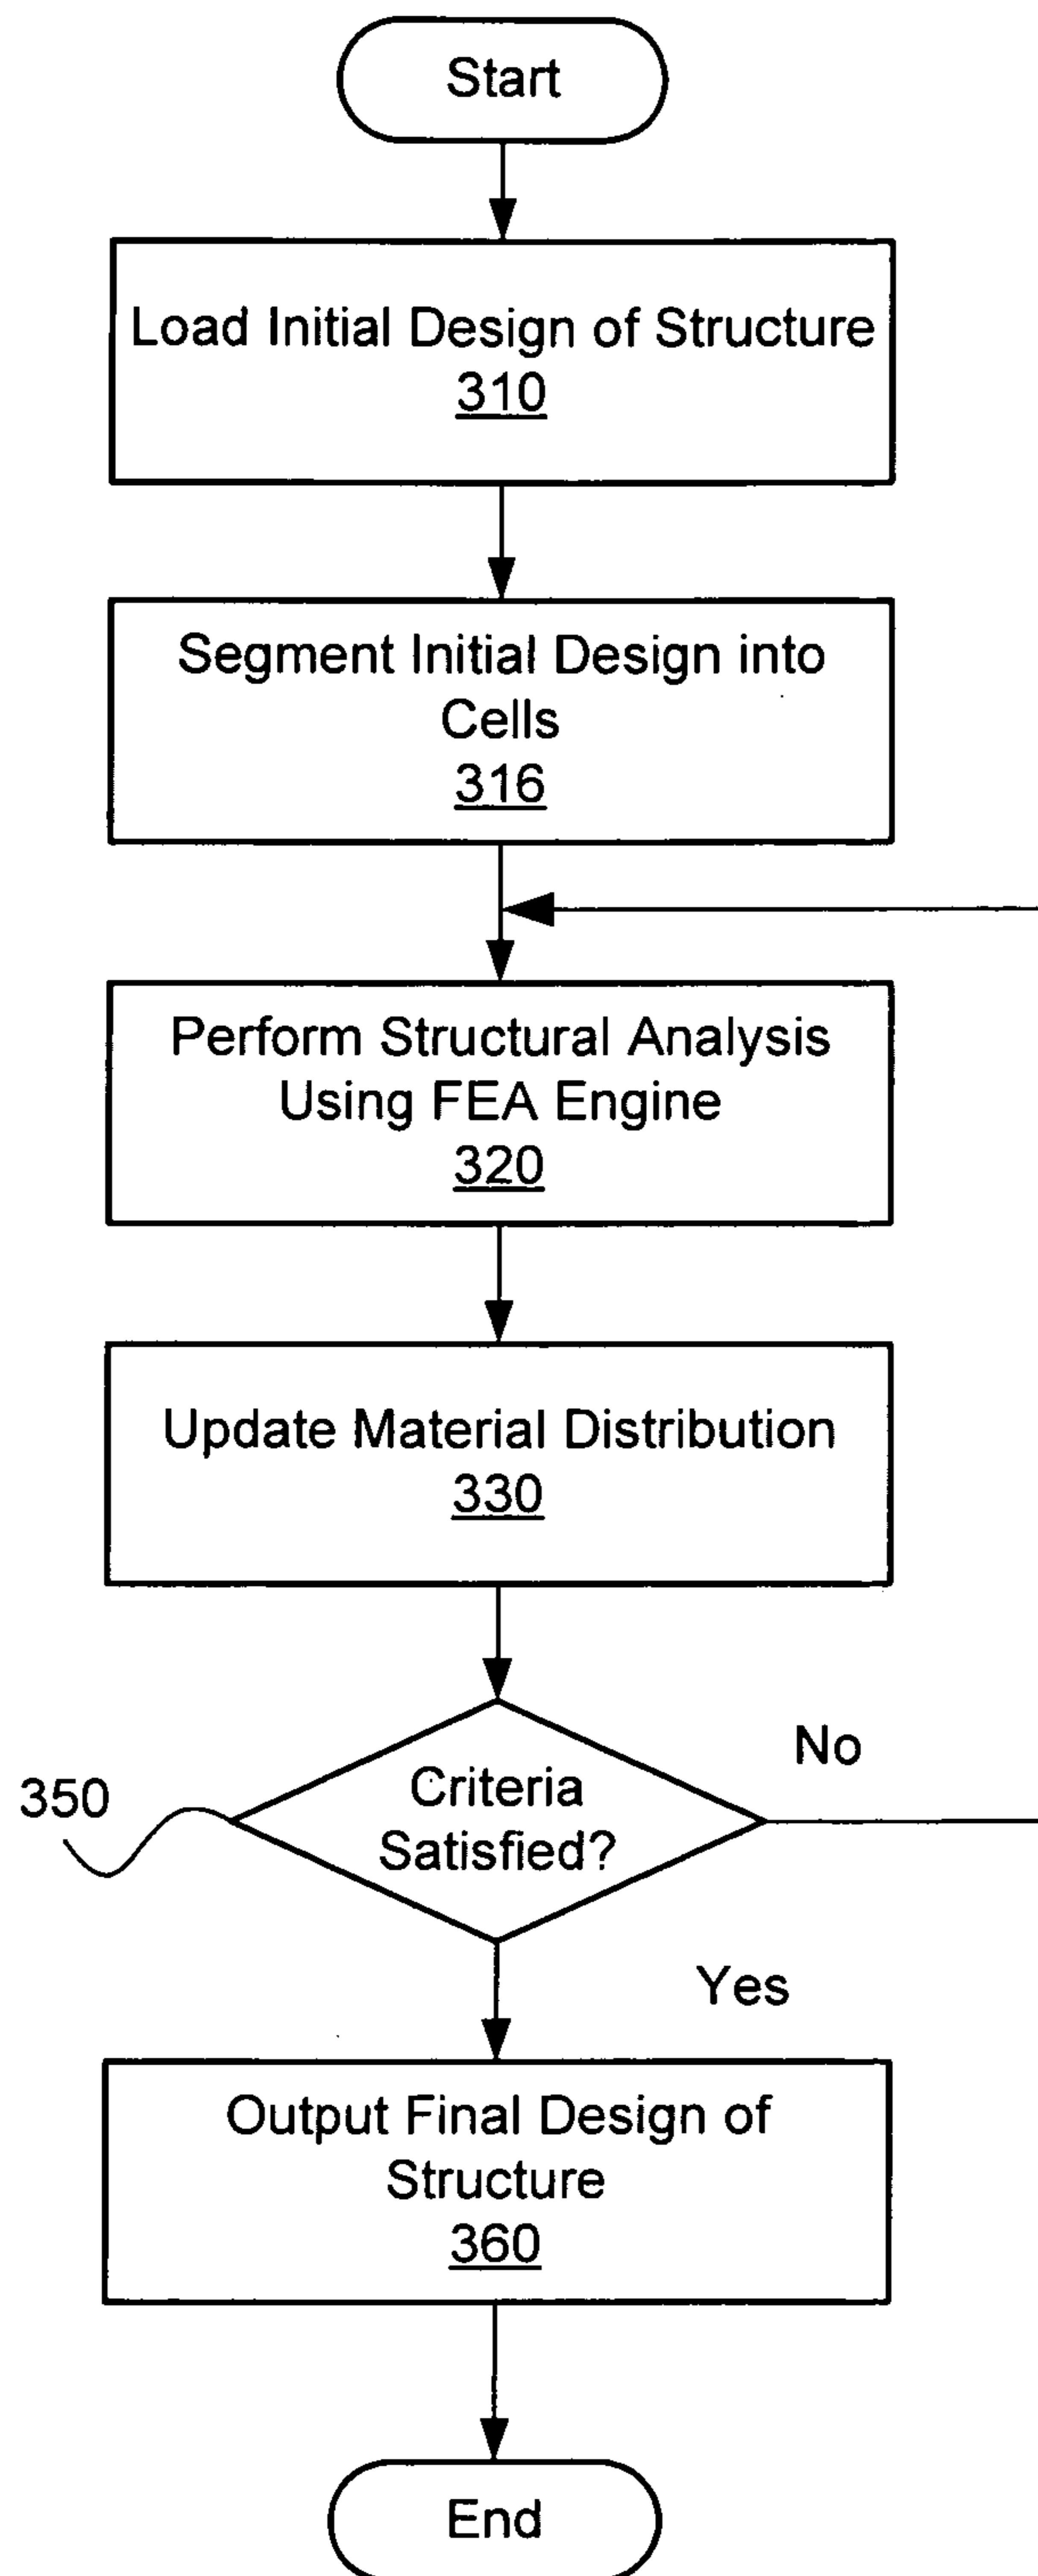 Start
Load Initial Design of Structure
310
Segment Initial Design into
Cells
316
Perform Structural Analysis
Using FEA Engine
320
Update Material Distribution
330
350
Criteria
Satisfied?
No
Yes
Output Final Design of
Structure
360
End